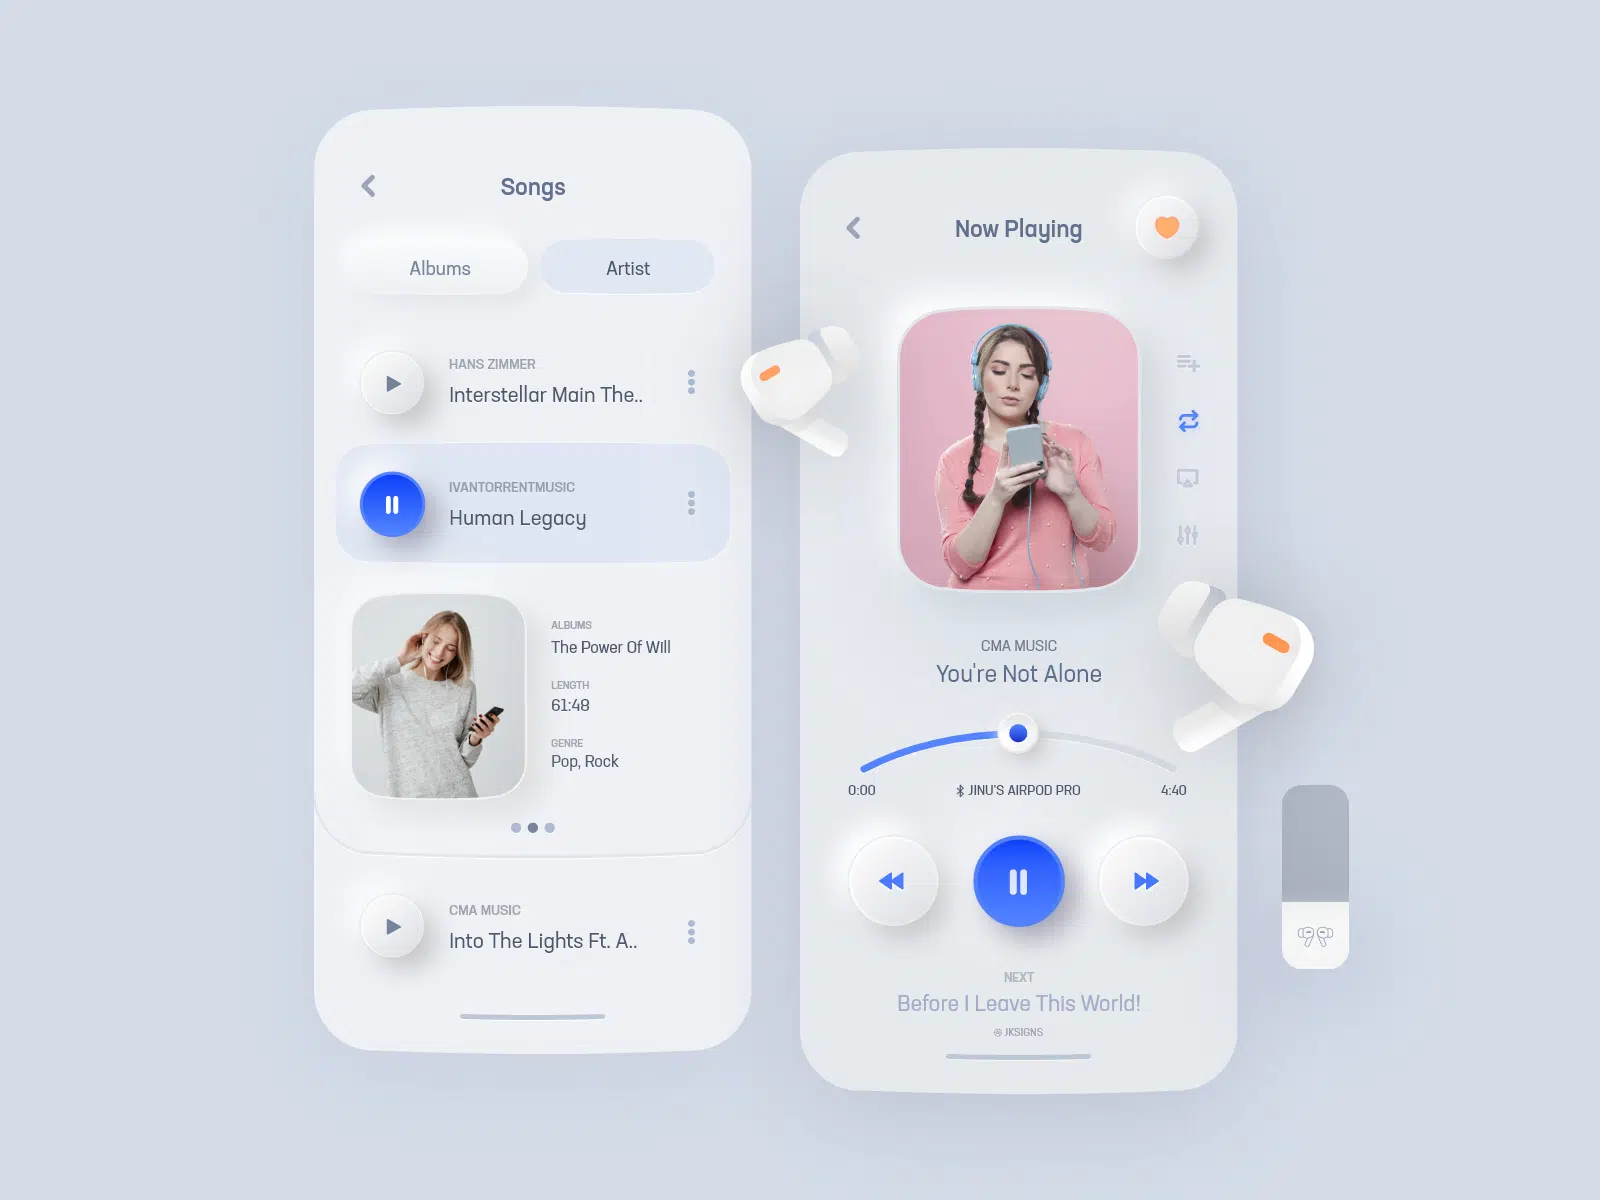 Songs
Albums
Artist
HANS ZIMMER
Interstellar Main The..
IVANTORRENTMUSIC
Human Legacy
ALBUMS
The Power Of Will
LENGTH
61:48
GENRE
Pop, Rock
CMA MUSIC
Into The Lights Ft. A..
Now Playing
CMA MUSIC
You're Not Alone
0:00
JINU'S AIRPOD PRO
4:40
NEXT
Before I Leave This World!
@ JKSIGNS